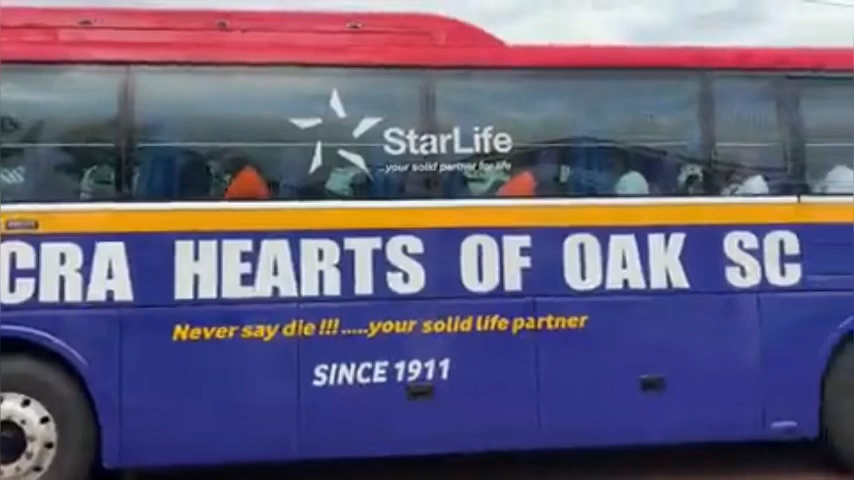 StarLife
...your solid partner for life
CRA HEARTS OF OAK SC
Never say die!!!.....your solid life partner
SINCE 1911